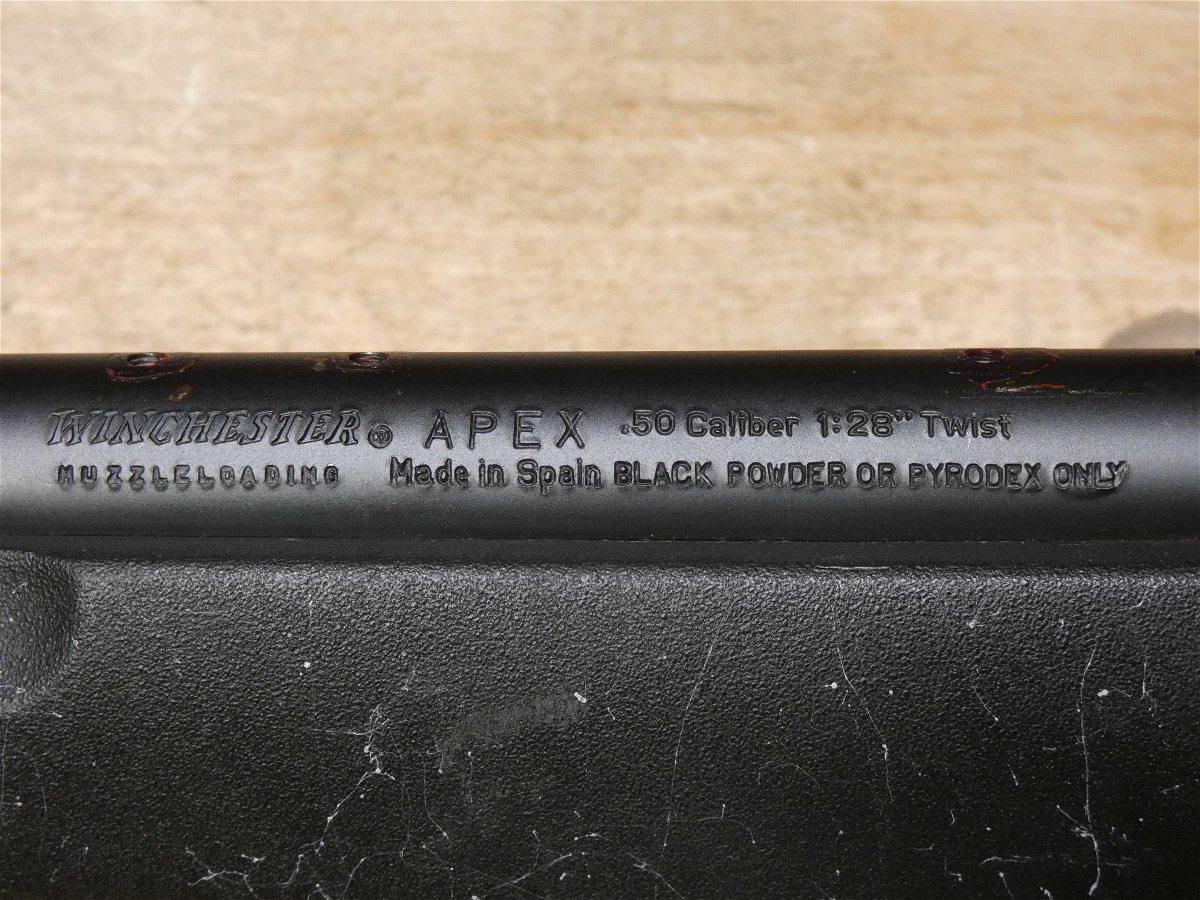 WINCHESTER® APEX .50 Caliber 1:28" Twist
MUZZLELOADING Made in Spain BLACK POWDER OR PYRODEX ONLY